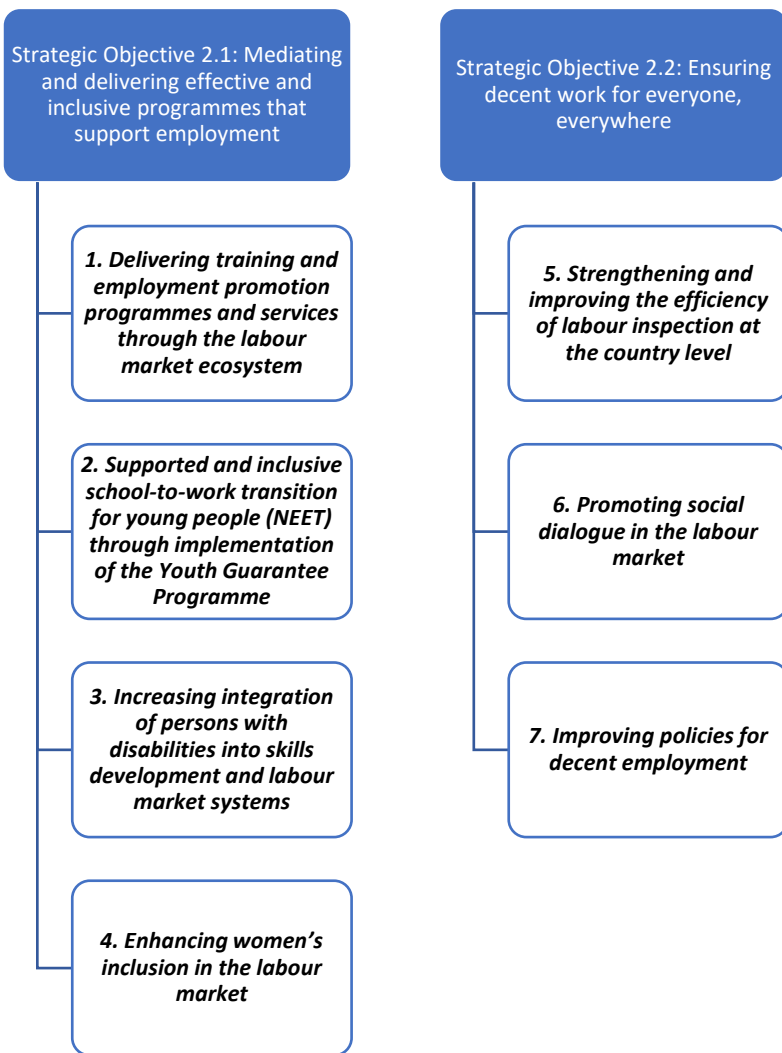 Strategic Objective 2.1: Mediating
and delivering effective and
inclusive programmes that
support employment
1. Delivering training and
employment promotion
programmes and services
through the labour
market ecosystem
2. Supported and inclusive
school-to-work transition
for young people (NEET)
through implementation
of the Youth Guarantee
Programme
3. Increasing integration
of persons with
disabilities into skills
development and labour
market systems
4. Enhancing women’s
inclusion in the labour
market
Strategic Objective 2.2: Ensuring
decent work for everyone,
everywhere
5. Strengthening and
improving the efficiency
of labour inspection at
the country level
6. Promoting social
dialogue in the labour
market
7. Improving policies for
decent employment